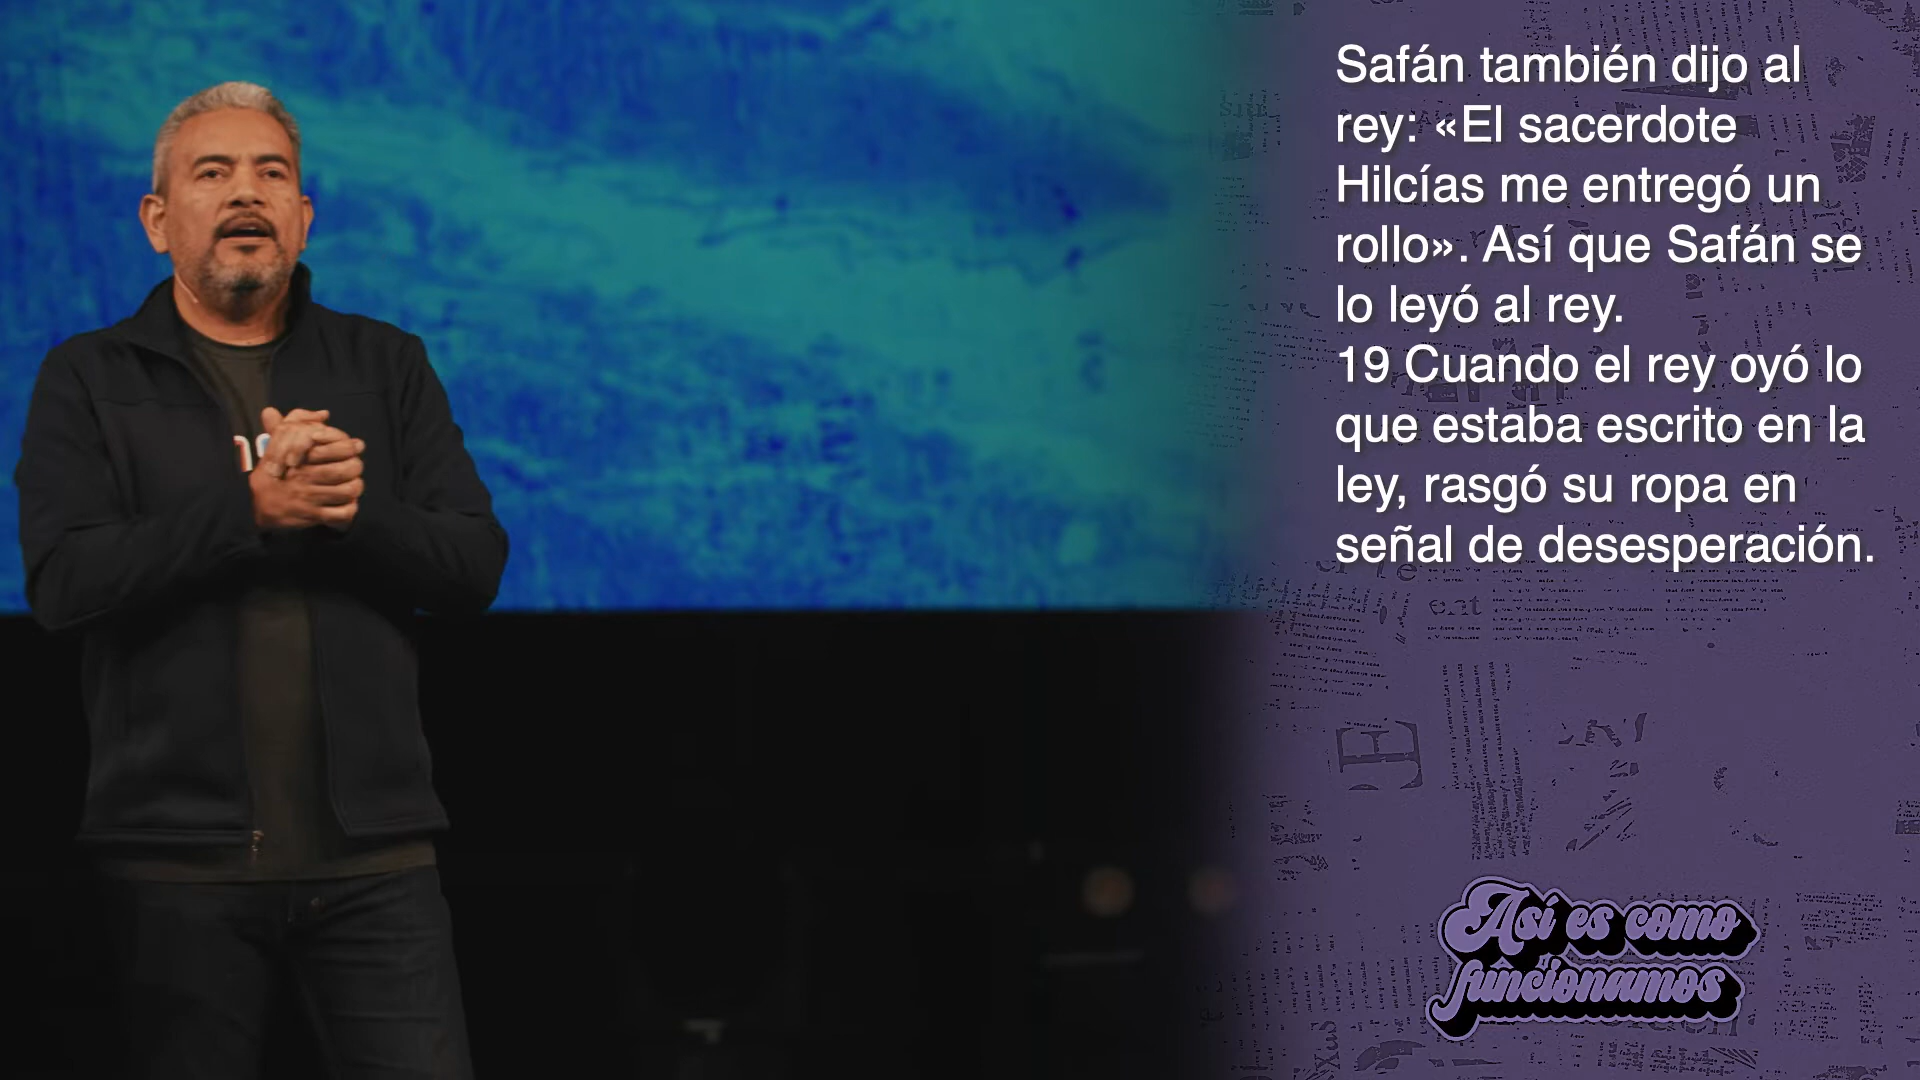 Safán también dijo al
rey: «El sacerdote
Hilcías me entregó un
rollo». Así que Safán se
lo leyó al rey.
19 Cuando el rey oyó lo
que estaba escrito en la
ley, rasgó su ropa en
señal de desesperación.
Así es como
funcionamos